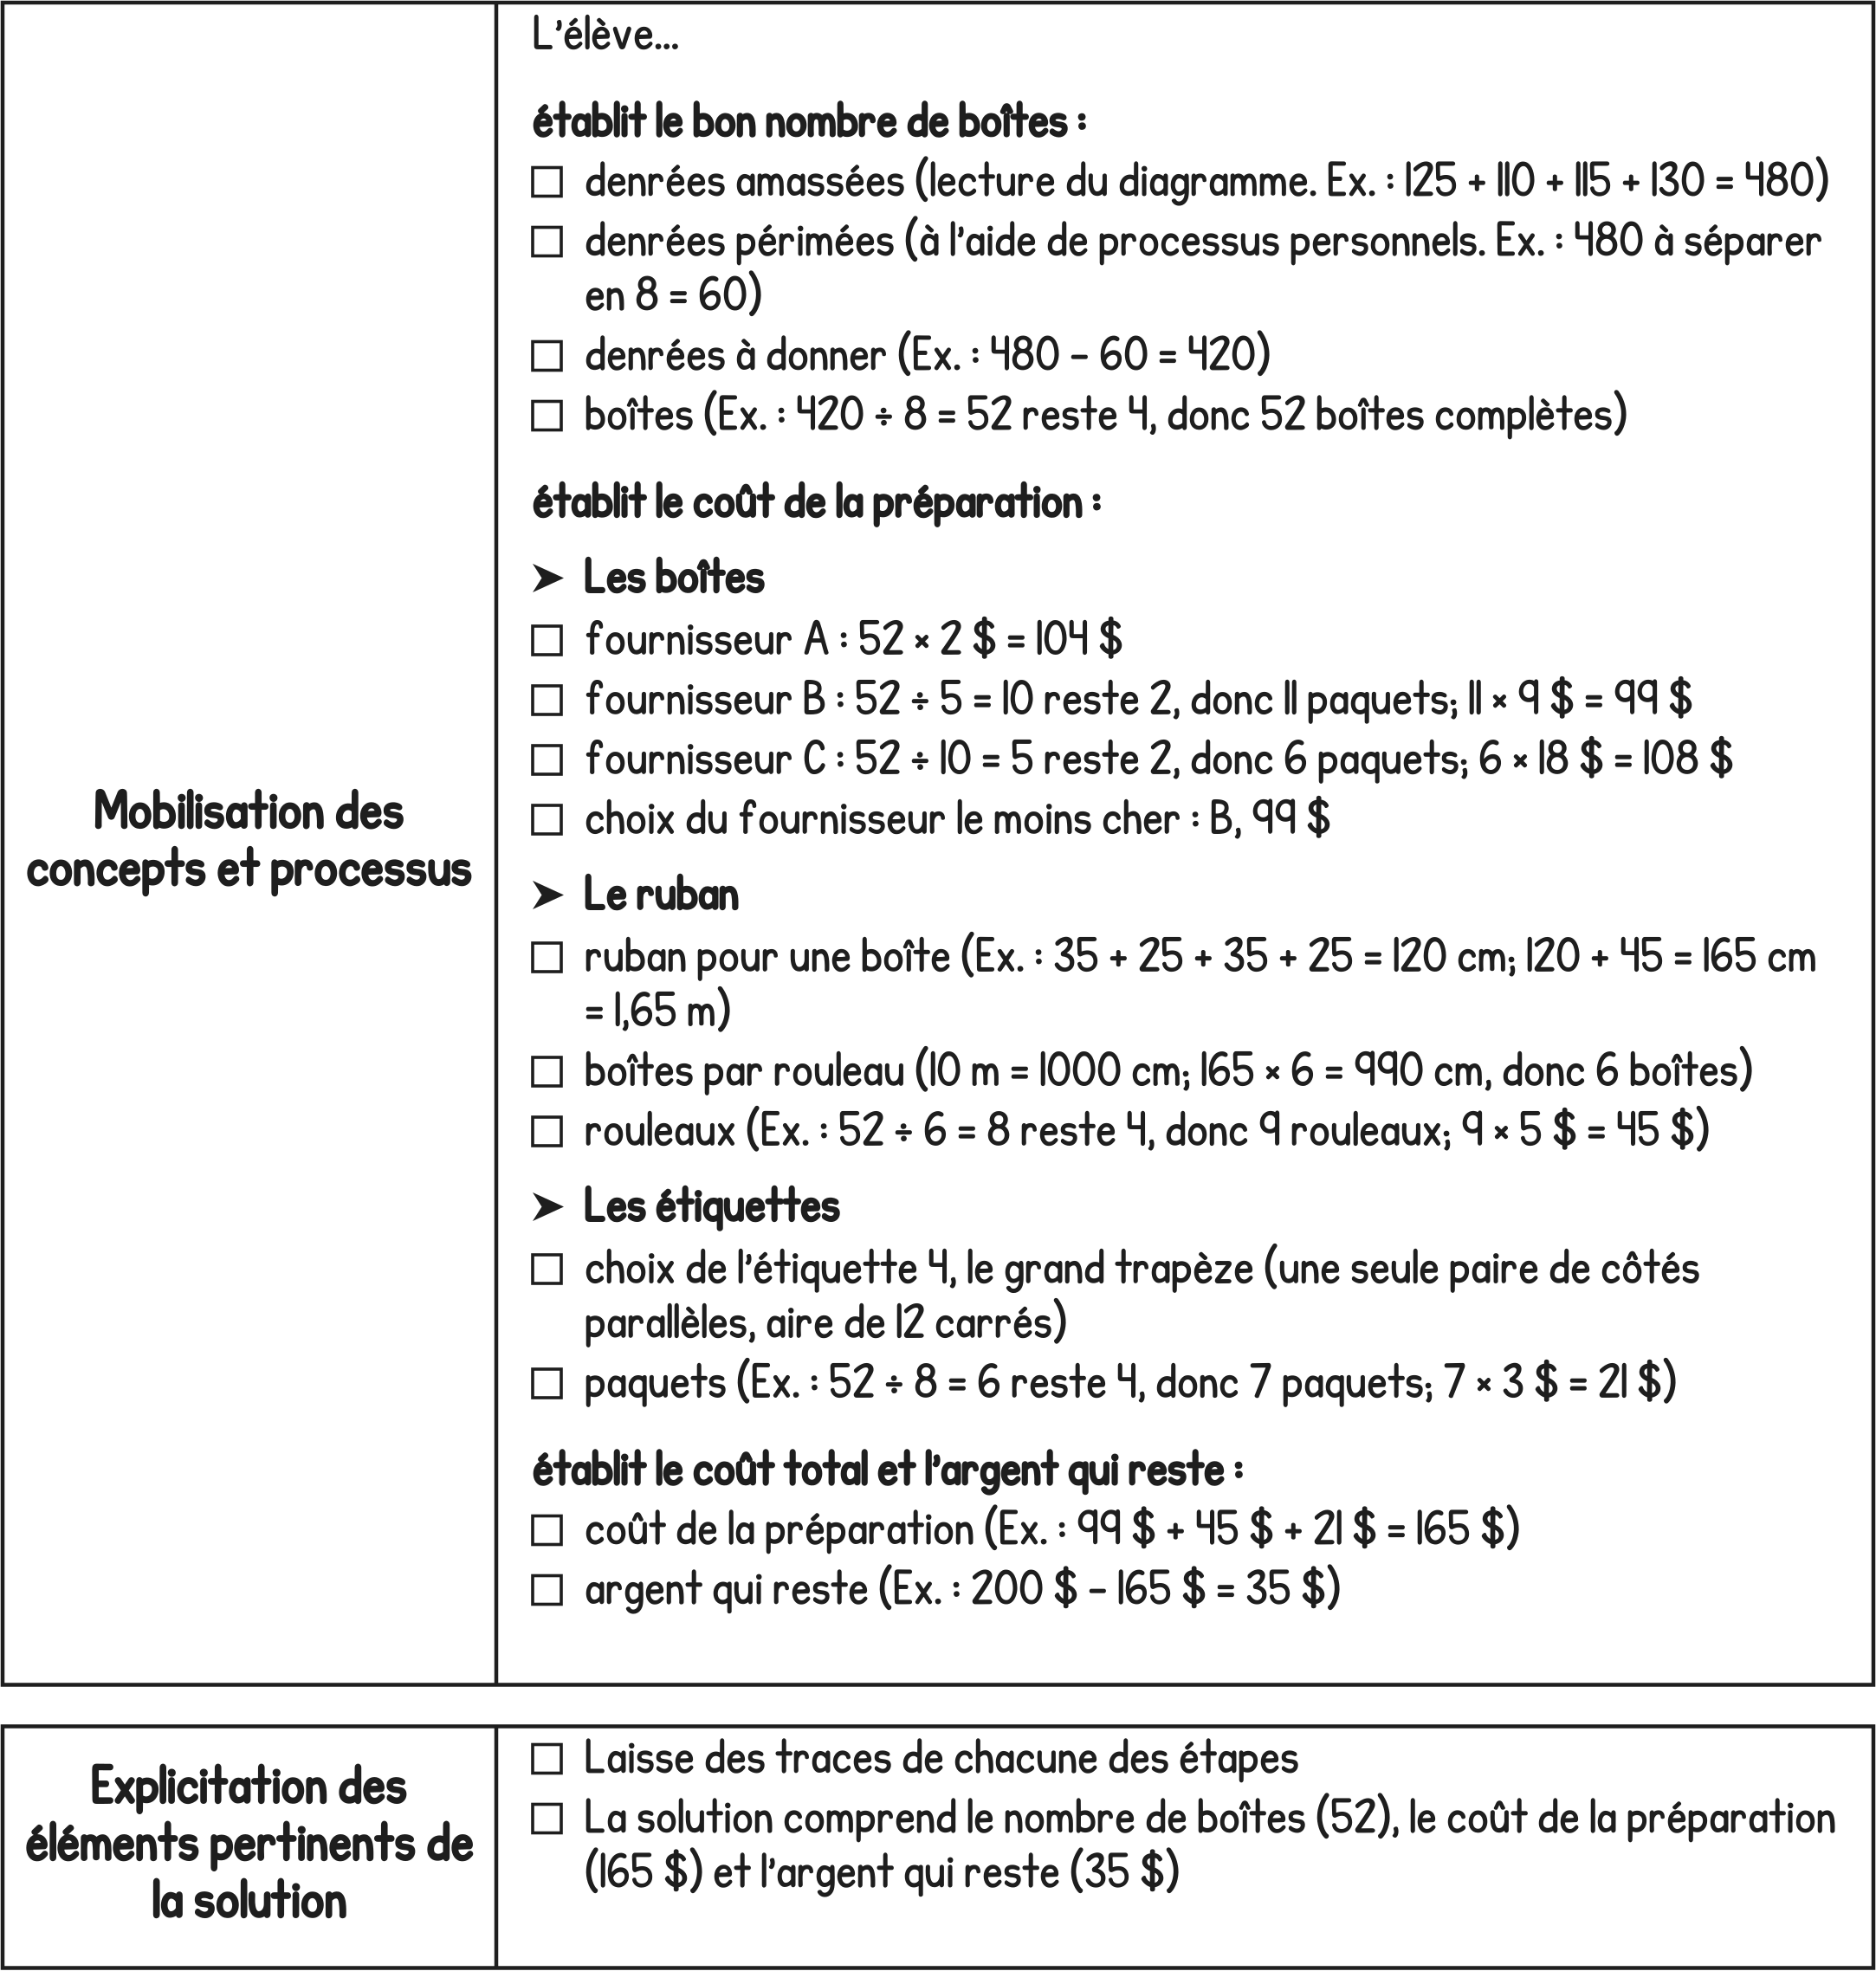 L'élève...
établit le bon nombre de boîtes :
denrées amassées (lecture du diagramme. Ex. : 125 + 110 + 115 + 130 = 480)
denrées périmées (à l'aide de processus personnels. Ex. : 480 à séparer
en 8 = 60)
denrées à donner (Ex. : 480 – 60 = 420)
boîtes (Ex. : 420 ÷ 8 = 52 reste 4, donc 52 boîtes complètes)
établit le coût de la préparation :
➤ Les boîtes
fournisseur A : 52 × 2 $ = 104 $
fournisseur B : 52 ÷ 5 = 10 reste 2, donc 11 paquets; 11 × 9 $ = 99 $
fournisseur C : 52 ÷ 10 = 5 reste 2, donc 6 paquets; 6 × 18 $ = 108 $
choix du fournisseur le moins cher : B, 99 $
➤ Le ruban
ruban pour une boîte (Ex. : 35 + 25 + 35 + 25 = 120 cm; 120 + 45 = 165 cm
= 1,65 m)
boîtes par rouleau (10 m = 1000 cm; 165 × 6 = 990 cm, donc 6 boîtes)
rouleaux (Ex. : 52 ÷ 6 = 8 reste 4, donc 9 rouleaux; 9 × 5 $ = 45 $)
➤ Les étiquettes
choix de l'étiquette 4, le grand trapèze (une seule paire de côtés
parallèles, aire de 12 carrés)
paquets (Ex. : 52 ÷ 8 = 6 reste 4, donc 7 paquets; 7 × 3 $ = 21 $)
établit le coût total et l'argent qui reste :
coût de la préparation (Ex. : 99 $ + 45 $ + 21 $ = 165 $)
argent qui reste (Ex. : 200 $ – 165 $ = 35 $)
Mobilisation des
concepts et processus
Explicitation des
éléments pertinents de
la solution
Laisse des traces de chacune des étapes
La solution comprend le nombre de boîtes (52), le coût de la préparation
(165 $) et l'argent qui reste (35 $)